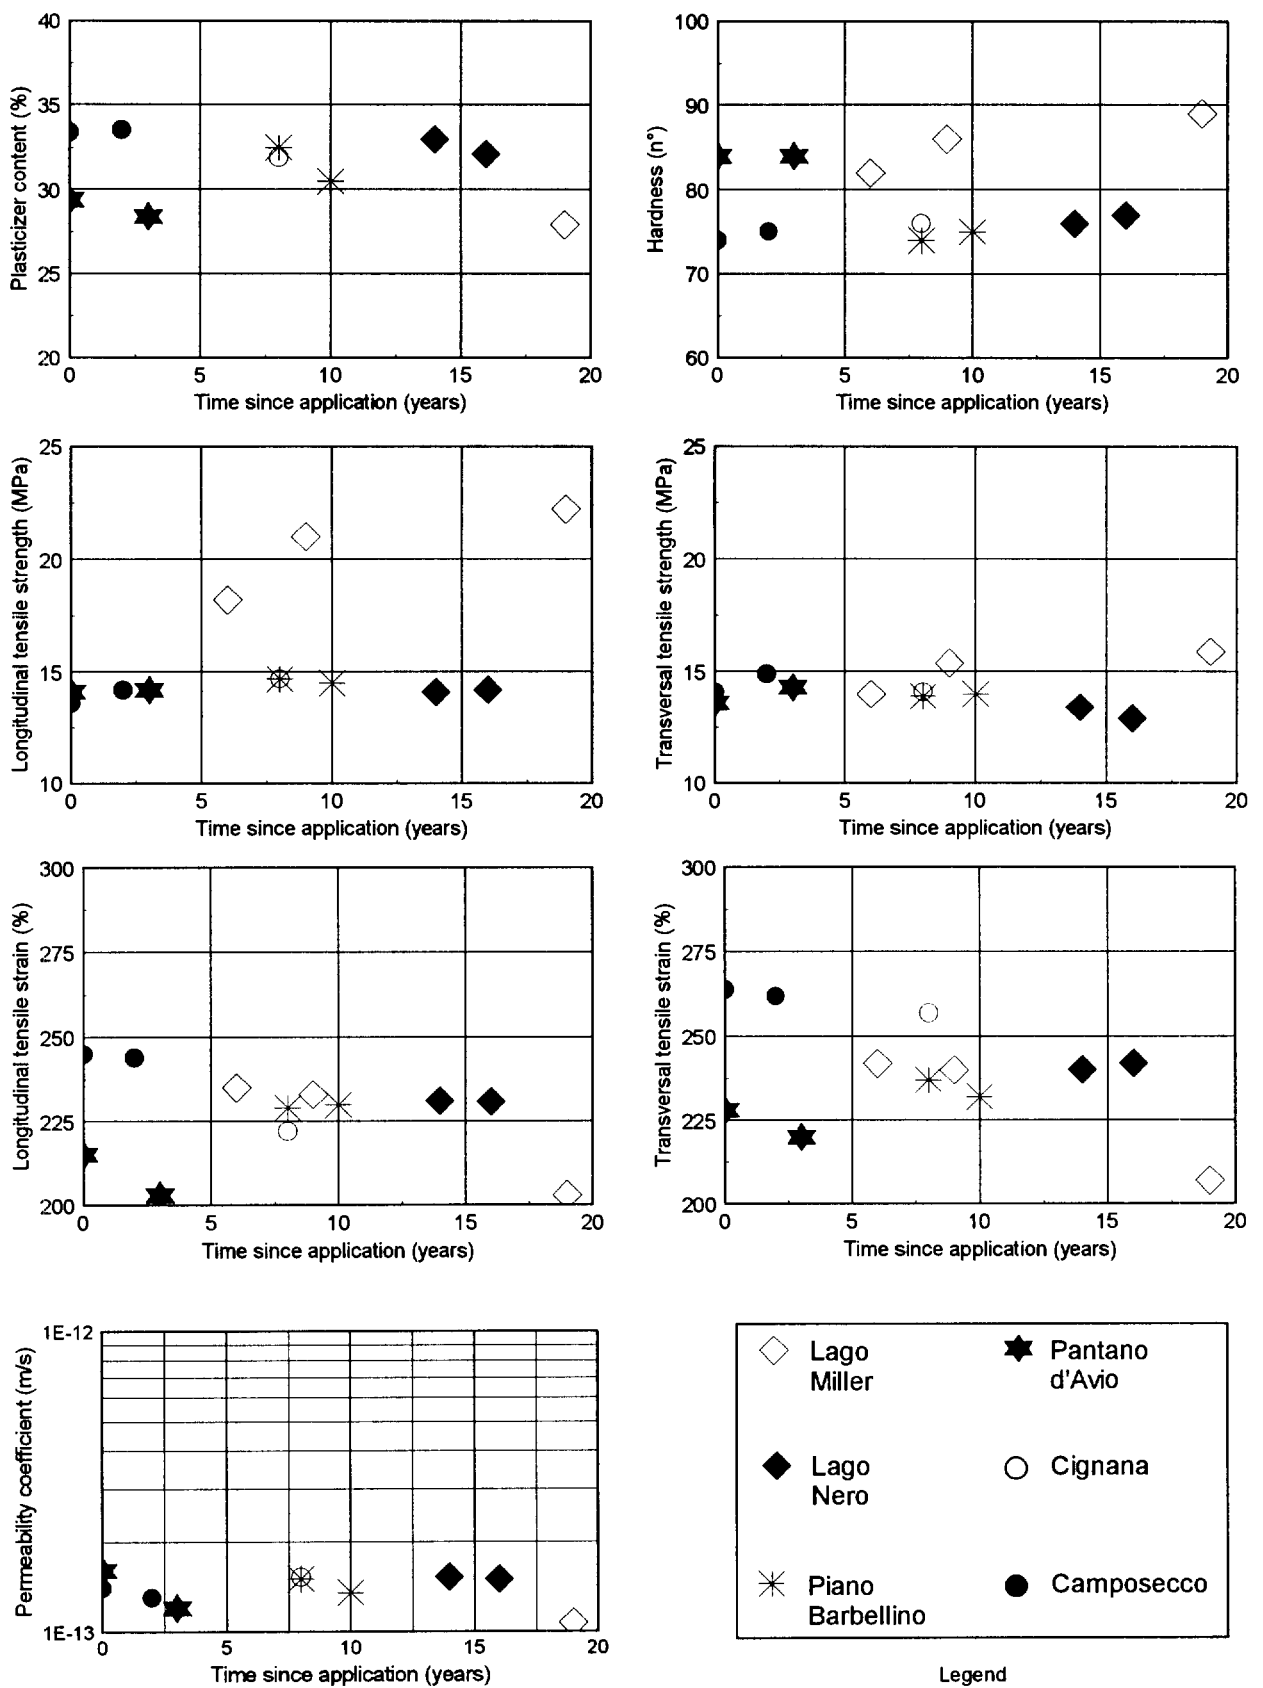 40
35
30
25
20
Plasticizer content (%)
0 5 10 15 20
Time since application (years)
100
90
80
70
60
Hardness (n°)
0 5 10 15 20
Time since application (years)
25
20
15
10
Longitudinal tensile strength (MPa)
0 5 10 15 20
Time since application (years)
25
20
15
10
Transversal tensile strength (MPa)
0 5 10 15 20
Time since application (years)
300
275
250
225
200
Longitudinal tensile strain (%)
0 5 10 15 20
Time since application (years)
300
275
250
225
200
Transversal tensile strain (%)
0 5 10 15 20
Time since application (years)
1E-12
1E-13
Permeability coefficient (m/s)
0 5 10 15 20
Time since application (years)
Lago
Miller
Pantano
d'Avio
Lago
Nero
Cignana
Piano
Barbellino
Camposecco
Legend